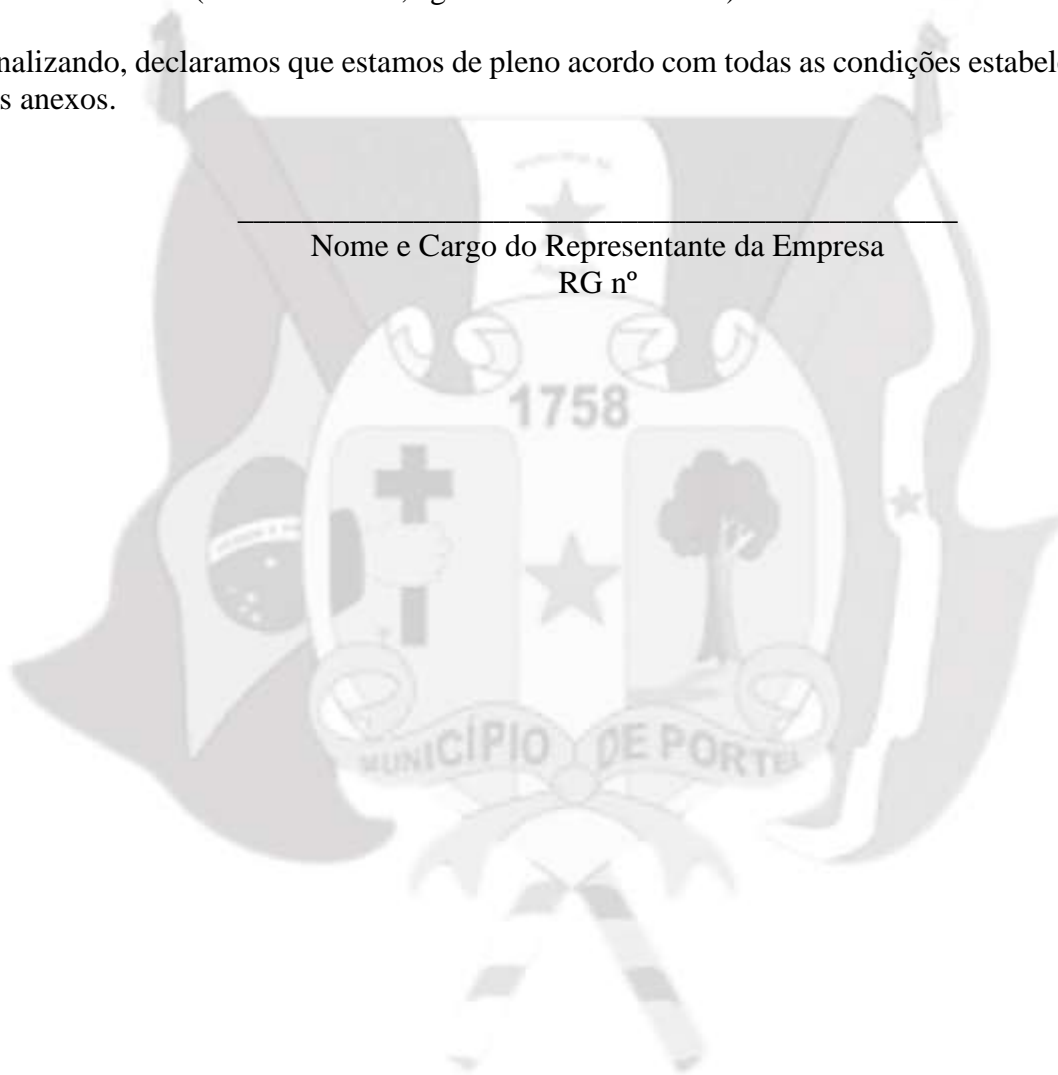 nalizando, declaramos que estamos de pleno acordo com todas as condições estabel
s anexos.
Nome e Cargo do Representante da Empresa
RG nº
1758
MUNICÍPIO DE PORTEL